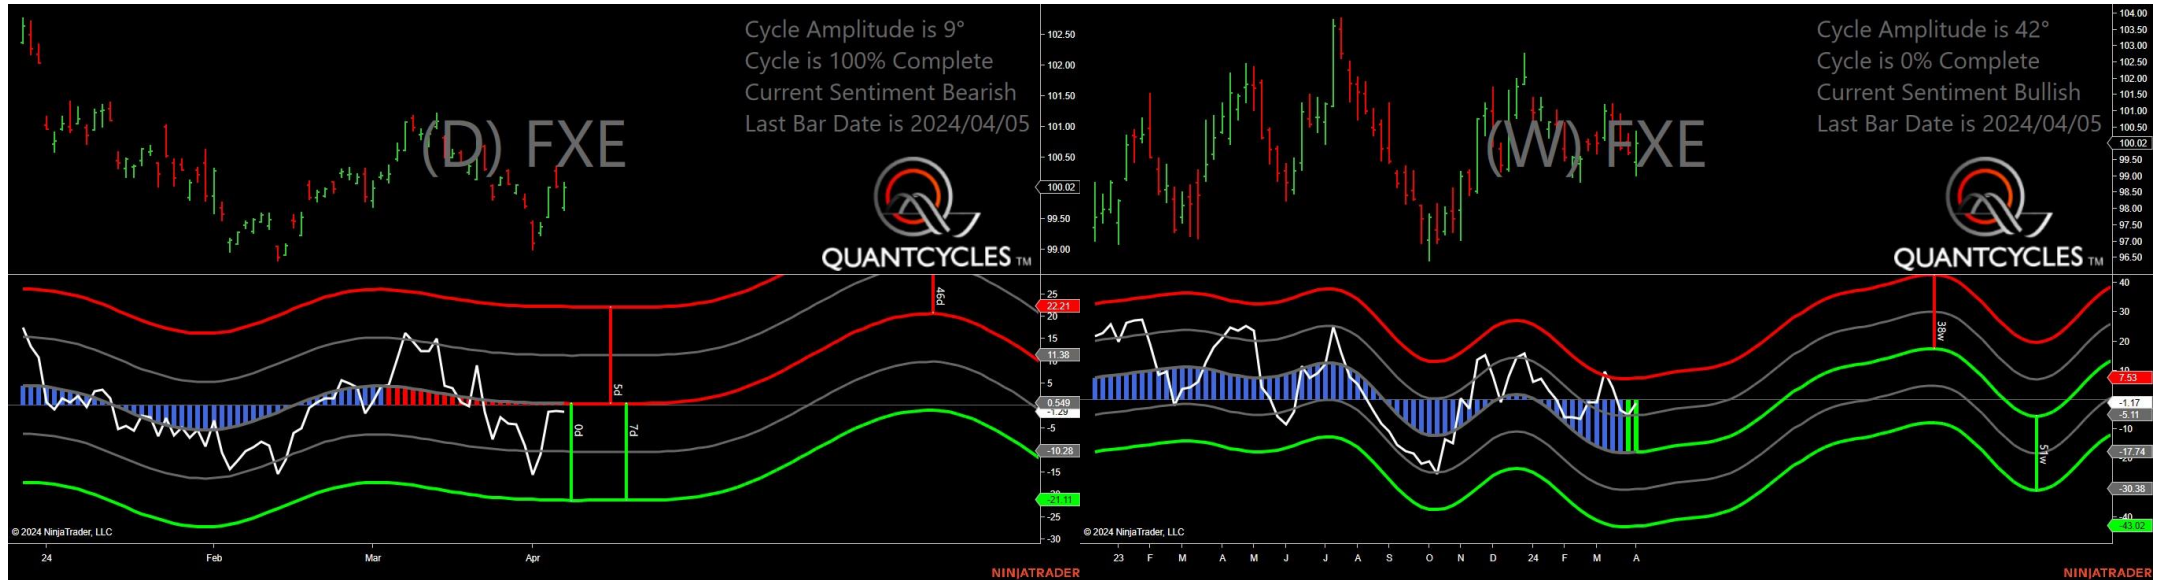 Cycle Amplitude is 9°
Cycle is 100% Complete
Current Sentiment Bearish
Last Bar Date is 2024/04/05
(D) FXE
QUANTCYCLES TM
102.50
102.00
101.50
101.00
100.50
100.02
99.50
99.00
25
22.21
20
15
11.38
5
0.549
-1.29
-5
-10.28
-15
-21.11
-25
-30
46d
5d
0d
7d
© 2024 NinjaTrader, LLC
24 Feb Mar Apr
NINJATRADER
Cycle Amplitude is 42°
Cycle is 0% Complete
Current Sentiment Bullish
Last Bar Date is 2024/04/05
(W) FXE
QUANTCYCLES TM
104.00
103.50
103.00
102.50
102.00
101.50
101.00
100.50
100.02
99.50
99.00
98.50
98.00
97.50
97.00
96.50
40
30
20
7.53
-1.17
-5.11
-10
-17.74
-30.38
-40
-43.02
38w
51w
© 2024 NinjaTrader, LLC
23 F M A M J J A S O N D 24 F M A
NINJATRADER